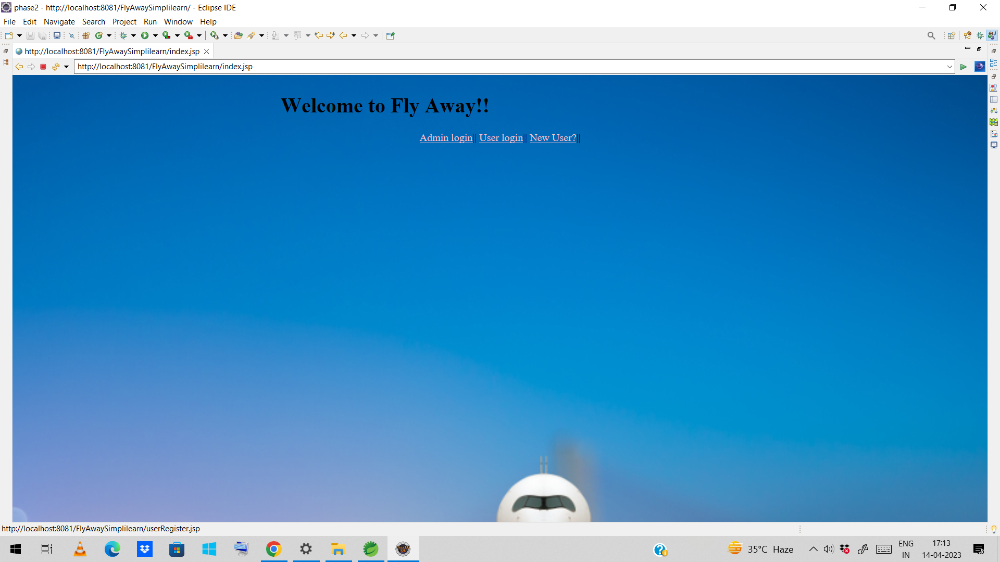 phase2 - http://localhost:8081/FlyAwaySimplilearn/ - Eclipse IDE
File Edit Navigate Search Project Run Window Help
http://localhost:8081/FlyAwaySimplilearn/index.jsp
http://localhost:8081/FlyAwaySimplilearn/index.jsp
Welcome to Fly Away!!
Admin login|| User login|| New User?||
http://localhost:8081/FlyAwaySimplilearn/userRegister.jsp
35°C Haze
ENG
IN
17:13
14-04-2023